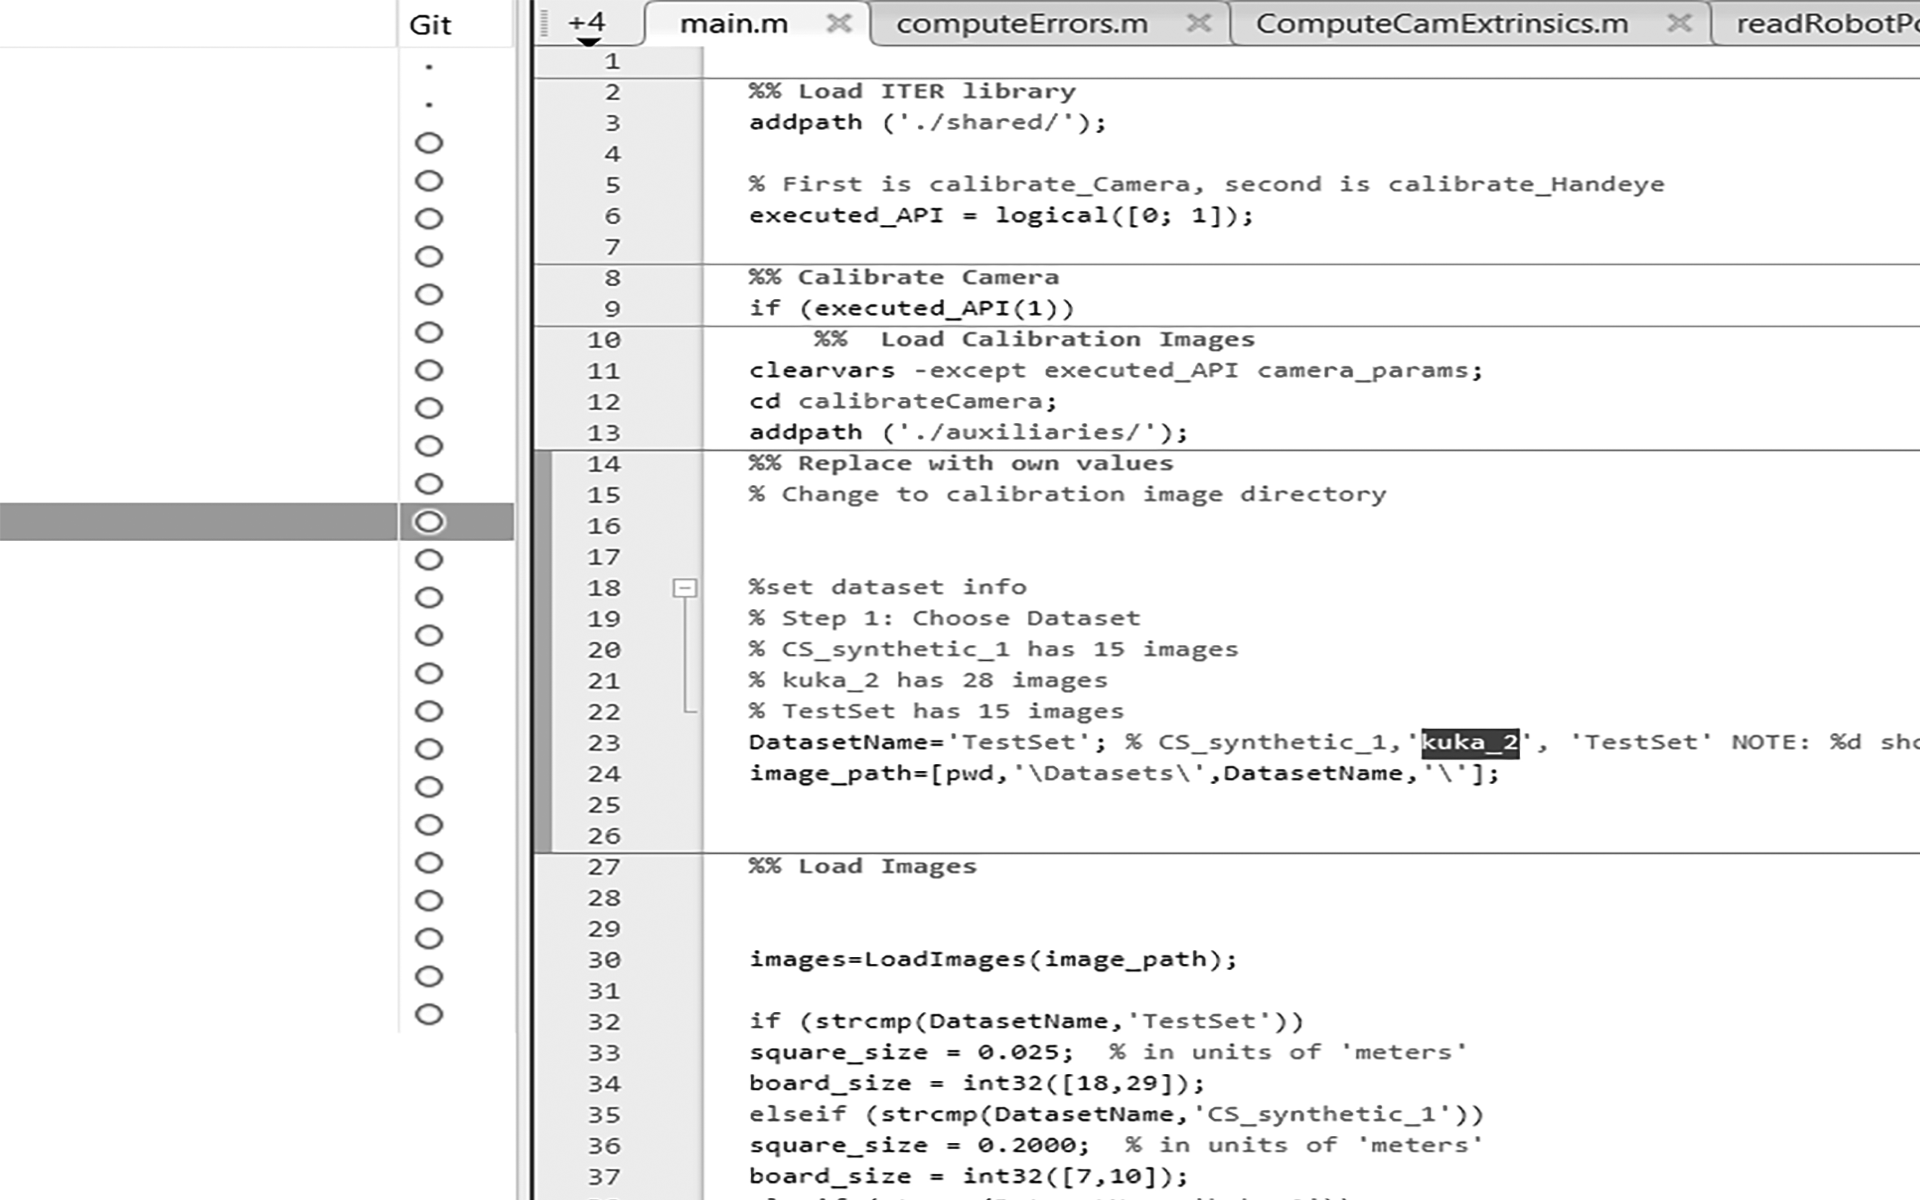 Git
+4 main.m computeErrors.m ComputeCamExtrinsics.m
1
2 %% Load ITER library
3 addpath ('./shared/');
4
5 % First is calibrate_Camera, second is calibrate_Handeye
6 executed_API = logical([0; 1]);
7
8 %% Calibrate Camera
9 if (executed_API(1))
10 %% Load Calibration Images
11 clearvars -except executed_API camera_params;
12 cd calibrateCamera;
13 addpath ('./auxiliaries/');
14 %% Replace with own values
15 % Change to calibration image directory
16
17
18 %set dataset info
19 % Step 1: Choose Dataset
20 % CS_synthetic_1 has 15 images
21 % kuka_2 has 28 images
22 % TestSet has 15 images
23 DatasetName='TestSet'; % CS_synthetic_1,'kuka_2', 'TestSet' NOTE: %d
24 image_path=[pwd,'\Datasets\',DatasetName,'\'];
25
26
27 %% Load Images
28
29
30 images=LoadImages(image_path);
31
32 if (strcmp(DatasetName,'TestSet'))
33 square_size = 0.025; % in units of 'meters'
34 board_size = int32([18,29]);
35 elseif (strcmp(DatasetName,'CS_synthetic_1'))
36 square_size = 0.2000; % in units of 'meters'
37 board_size = int32([7,10]);